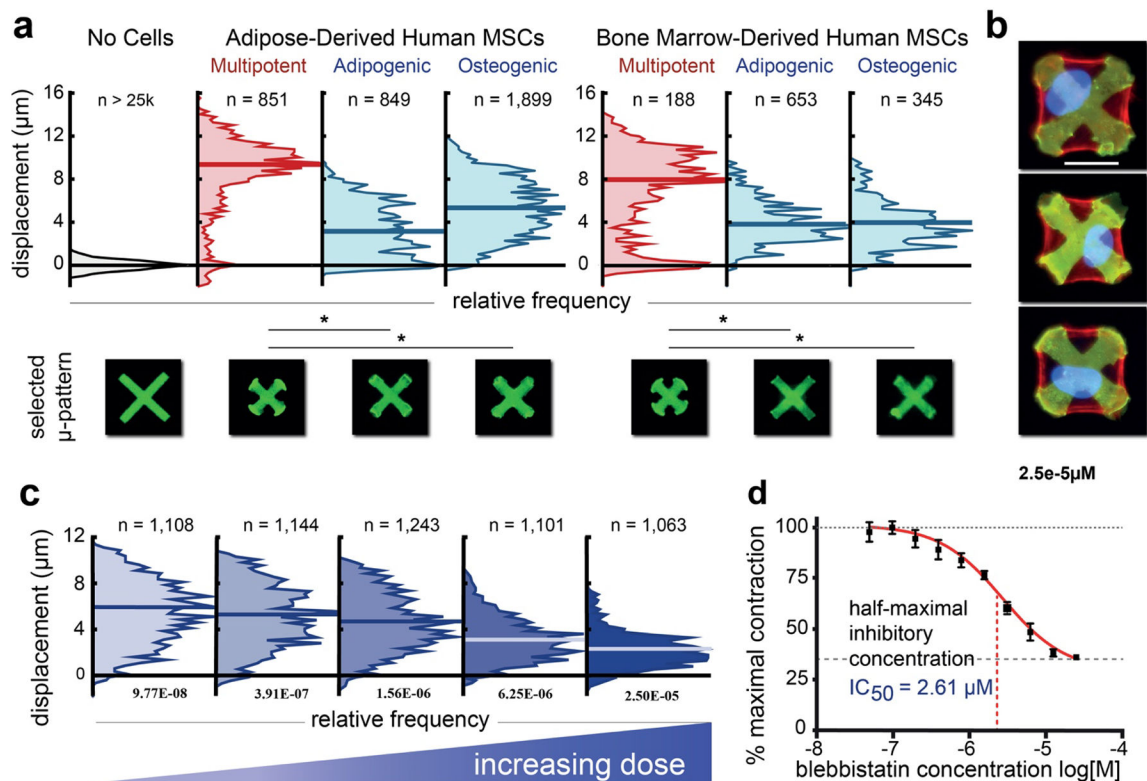 a
No Cells
Adipose-Derived Human MSCs
Bone Marrow-Derived Human MSCs
Multipotent Adipogenic Osteogenic
Multipotent Adipogenic Osteogenic
displacement (µm)
16
12
8
4
0
n > 25k
n = 851
n = 849
n = 1,899
16
12
8
4
0
n = 188
n = 653
n = 345
relative frequency
relative frequency
*
*
*
*
selected
µ-pattern
b
2.5e-5µM
c
displacement (µm)
12
8
4
0
n = 1,108
n = 1,144
n = 1,243
n = 1,101
n = 1,063
9.77E-08
3.91E-07
1.56E-06
6.25E-06
2.50E-05
relative frequency
increasing dose
d
% maximal contraction
100
75
50
25
0
half-maximal
inhibitory
concentration
IC50 = 2.61 µM
-8
-7
-6
-5
-4
blebbistatin concentration log[M]